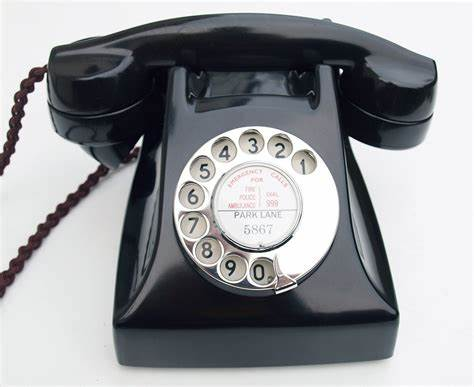 1
2
3
4
5
6
7
8
9
0
EMERGENCY CALLS
FOR
FIRE
POLICE
AMBULANCE
DIAL
999
PARK LANE
5867